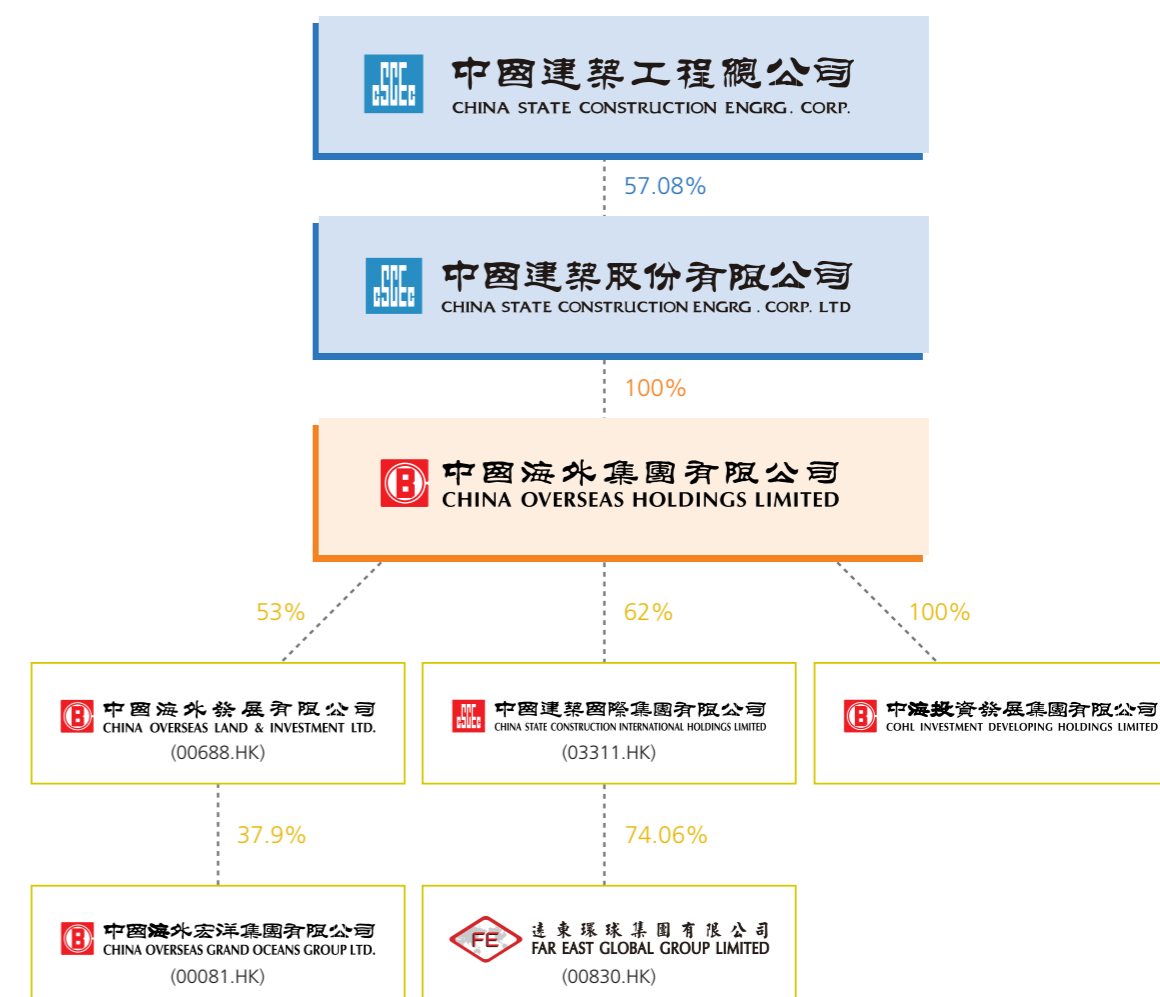 中國建築工程總公司
CHINA STATE CONSTRUCTION ENGRG. CORP.
57.08%
中國建築股份有限公司
CHINA STATE CONSTRUCTION ENGRG . CORP. LTD
100%
中國海外集團有限公司
CHINA OVERSEAS HOLDINGS LIMITED
53%
62%
100%
中國海外發展有限公司
CHINA OVERSEAS LAND & INVESTMENT LTD.
(00688.HK)
中國建築國際集團有限公司
CHINA STATE CONSTRUCTION INTERNATIONAL HOLDINGS LIMITED
(03311.HK)
中海投資發展集團有限公司
COHL INVESTMENT DEVELOPING HOLDINGS LIMITED
37.9%
74.06%
中國海外宏洋集團有限公司
CHINA OVERSEAS GRAND OCEANS GROUP LTD.
(00081.HK)
FE
遠東環球集團有限公司
FAR EAST GLOBAL GROUP LIMITED
(00830.HK)